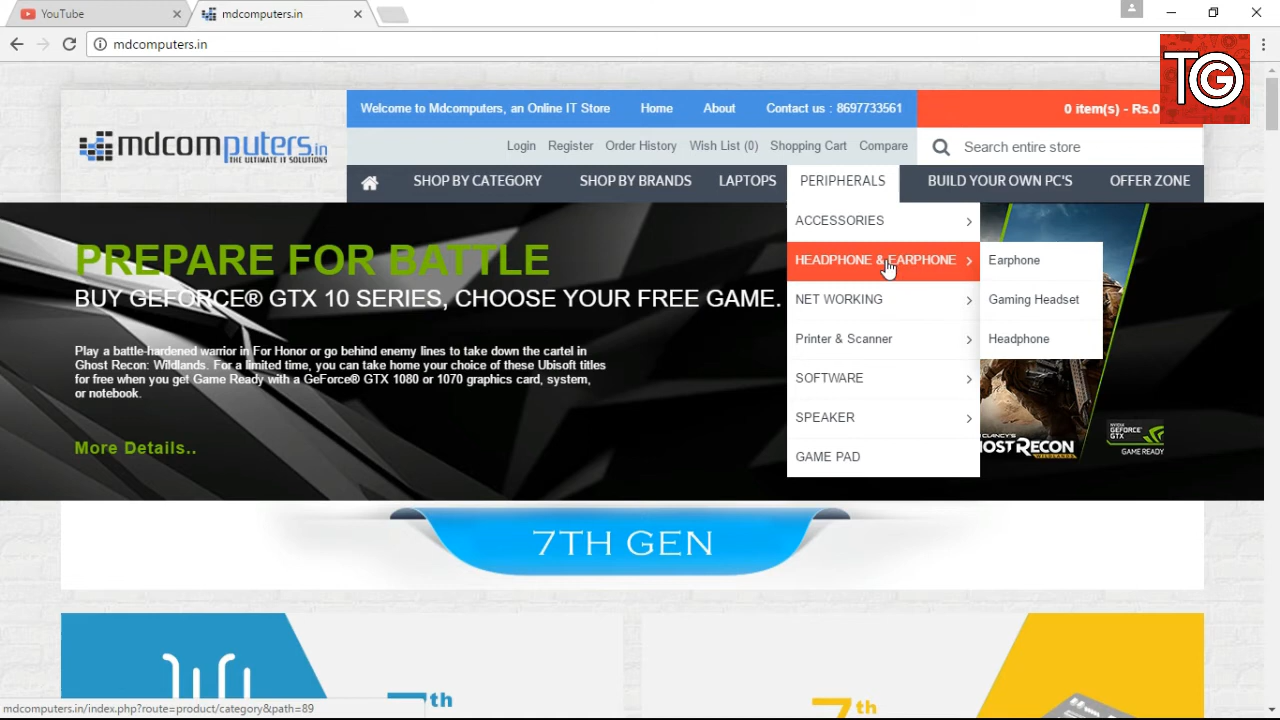 YouTube
mdcomputers.in
mdcomputers.in
TG
Welcome to Mdcomputers, an Online IT Store Home About Contact us : 8697733561 0 item(s) - Rs.0
mdcomputers.in
THE ULTIMATE IT SOLUTIONS
Login Register Order History Wish List (0) Shopping Cart Compare Search entire store
SHOP BY CATEGORY SHOP BY BRANDS LAPTOPS PERIPHERALS BUILD YOUR OWN PC'S OFFER ZONE
ACCESSORIES
HEADPHONE & EARPHONE
NET WORKING
Printer & Scanner
SOFTWARE
SPEAKER
GAME PAD
Earphone
Gaming Headset
Headphone
PREPARE FOR BATTLE
BUY GEFORCE® GTX 10 SERIES, CHOOSE YOUR FREE GAME.
Play a battle-hardened warrior in For Honor or go behind enemy lines to take down the cartel in
Ghost Recon: Wildlands. For a limited time, you can take home your choice of these Ubisoft titles
for free when you get Game Ready with a GeForce® GTX 1080 or 1070 graphics card, system,
or notebook.
More Details..
CLANCY'S
OST RECON
WILDLANDS
NVIDIA
GEFORCE
GTX
GAME READY
7TH GEN
7th
7th
mdcomputers.in/index.php?route=product/category&path=89